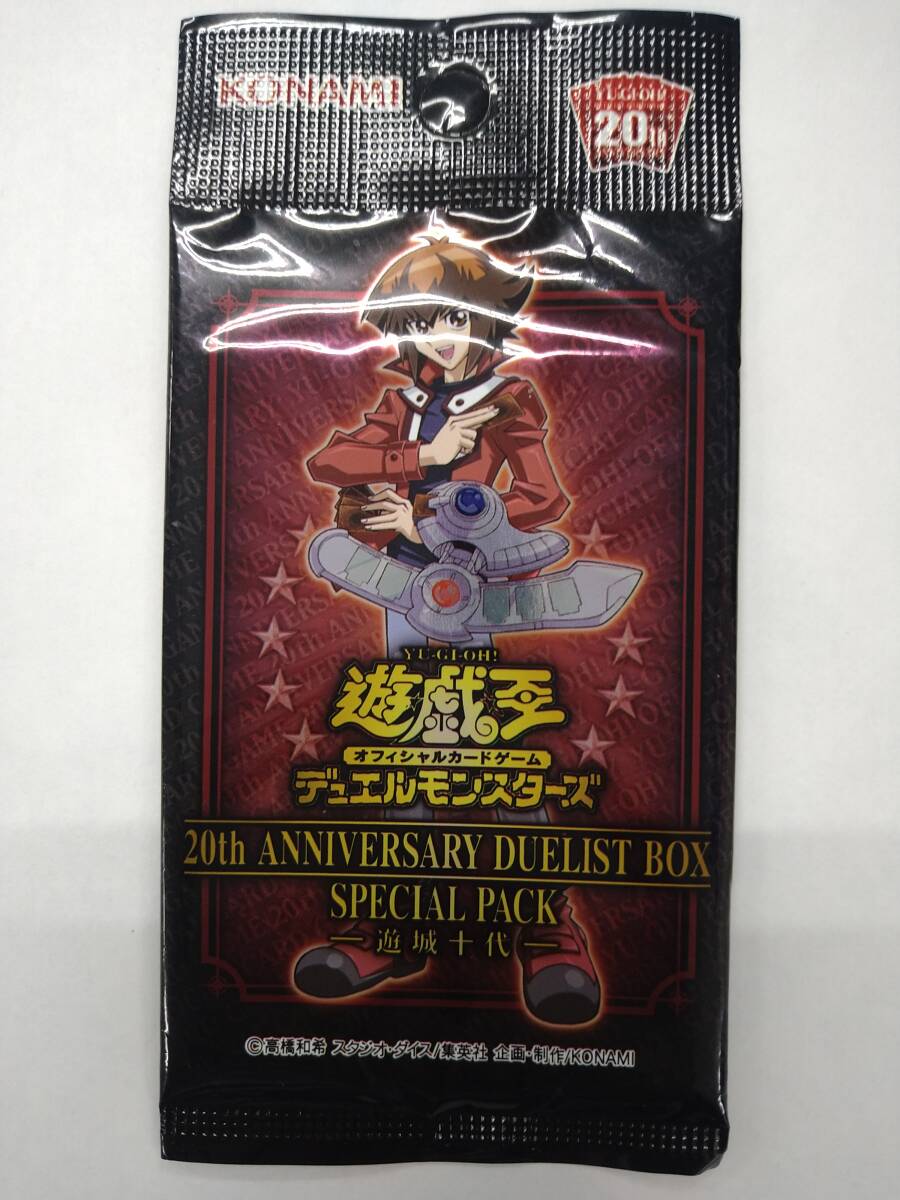 KONAMI
YU-GI-OH!
20th
YU-GI-OH!
遊☆戯☆王
オフィシャルカードゲーム
デュエルモンスターズ
20th ANNIVERSARY DUELIST BOX
SPECIAL PACK
― 遊城十代 ―
©高橋和希 スタジオ・ダイス/集英社 企画・制作/KONAMI